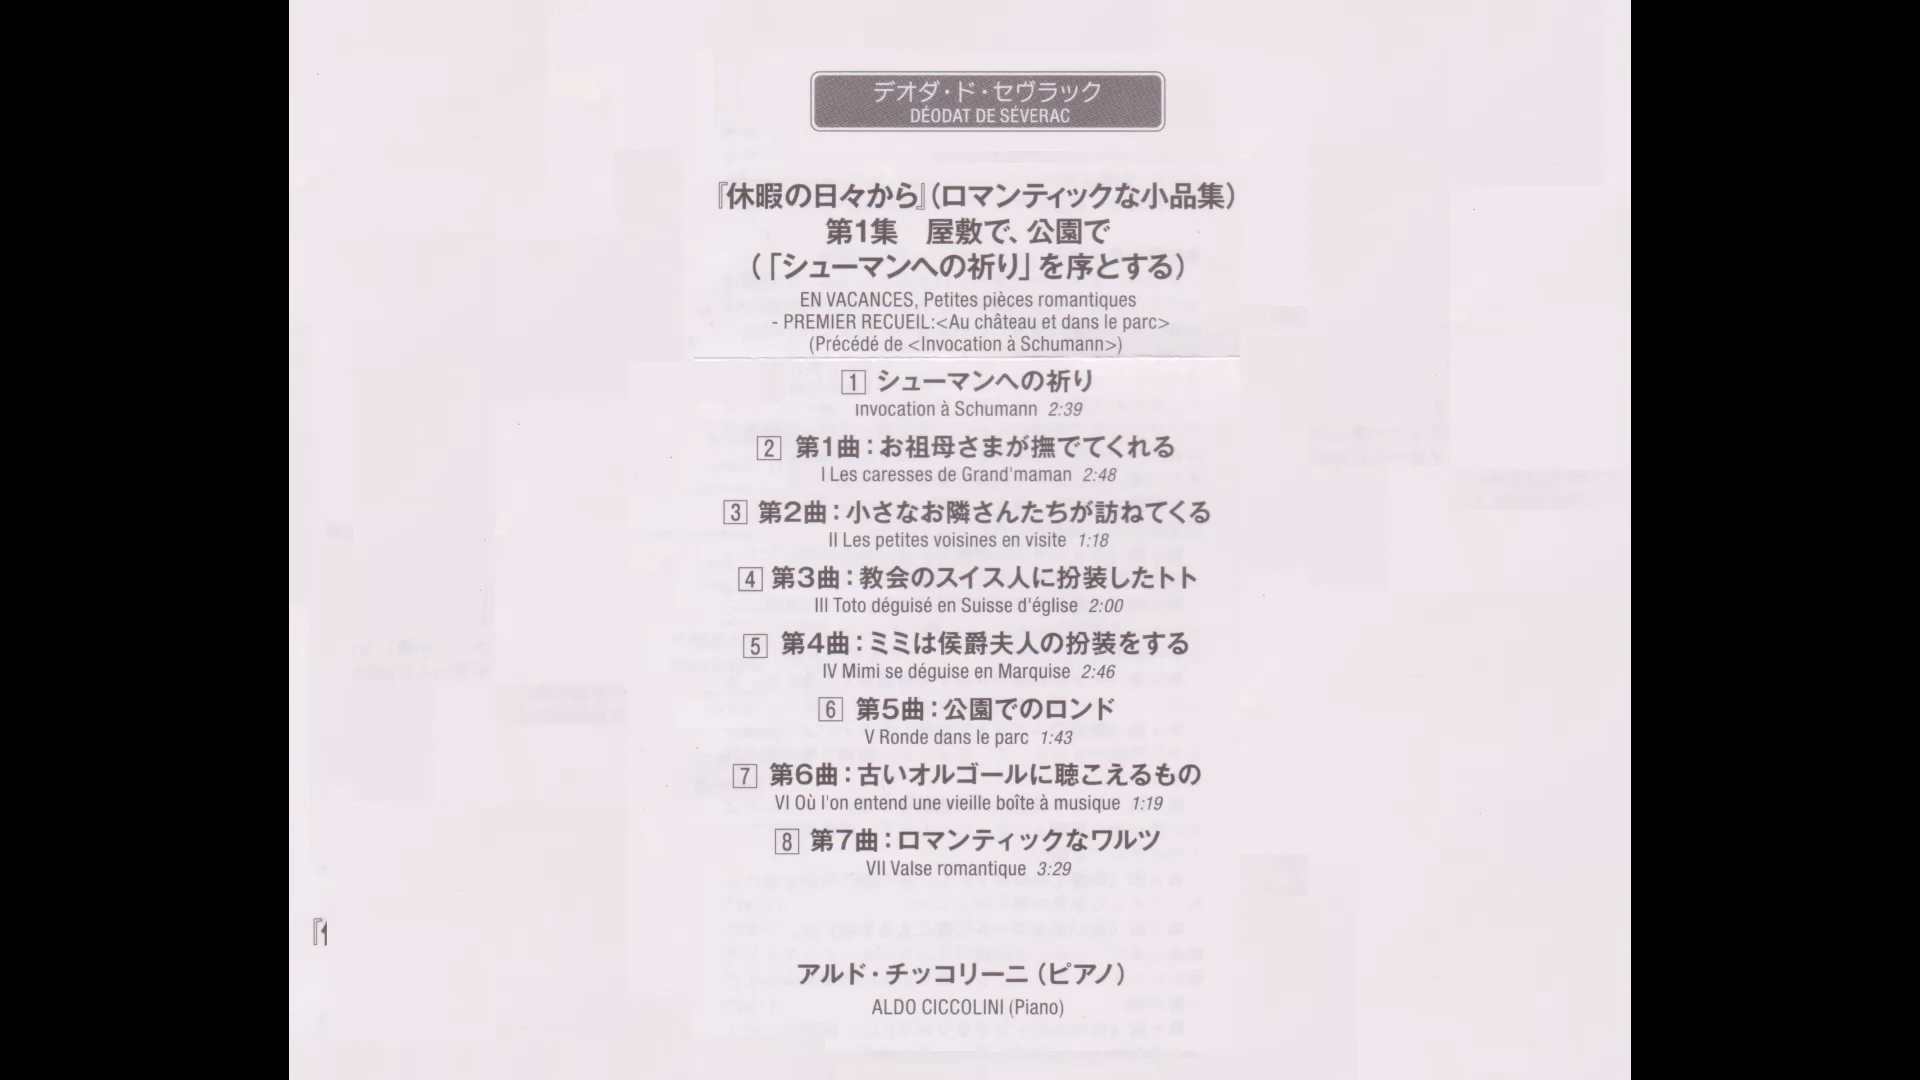 デオダ・ド・セヴラック
DÉODAT DE SÉVERAC
『休暇の日々から』(ロマンティックな小品集)
第1集 屋敷で、公園で
(「シューマンへの祈り」を序とする)
EN VACANCES, Petites pièces romantiques
- PREMIER RECUEIL:<Au château et dans le parc>
(Précédé de <Invocation à Schumann>)
1 シューマンへの祈り
Invocation à Schumann 2:39
2 第1曲:お祖母さまが撫でてくれる
I Les caresses de Grand'maman 2:48
3 第2曲:小さなお隣さんたちが訪ねてくる
II Les petites voisines en visite 1:18
4 第3曲:教会のスイス人に扮装したトト
III Toto déguisé en Suisse d'église 2:00
5 第4曲:ミミは侯爵夫人の扮装をする
IV Mimi se déguise en Marquise 2:46
6 第5曲:公園でのロンド
V Ronde dans le parc 1:43
7 第6曲:古いオルゴールに聴こえるもの
VI Où l'on entend une vieille boîte à musique 1:19
8 第7曲:ロマンティックなワルツ
VII Valse romantique 3:29
アルド・チッコリーニ(ピアノ)
ALDO CICCOLINI (Piano)